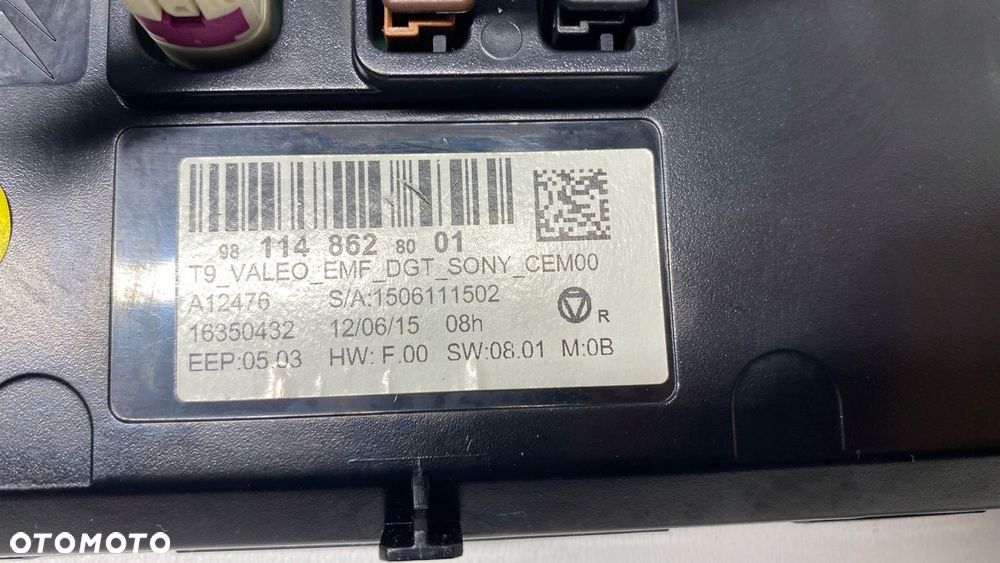 98 114 862 80 01
T9_VALEO_EMF_DGT_SONY_CEM00
A12476 S/A:1506111502
16350432 12/06/15 08h
R
EEP:05.03 HW: F.00 SW:08.01 M:0B
OTOMOTO